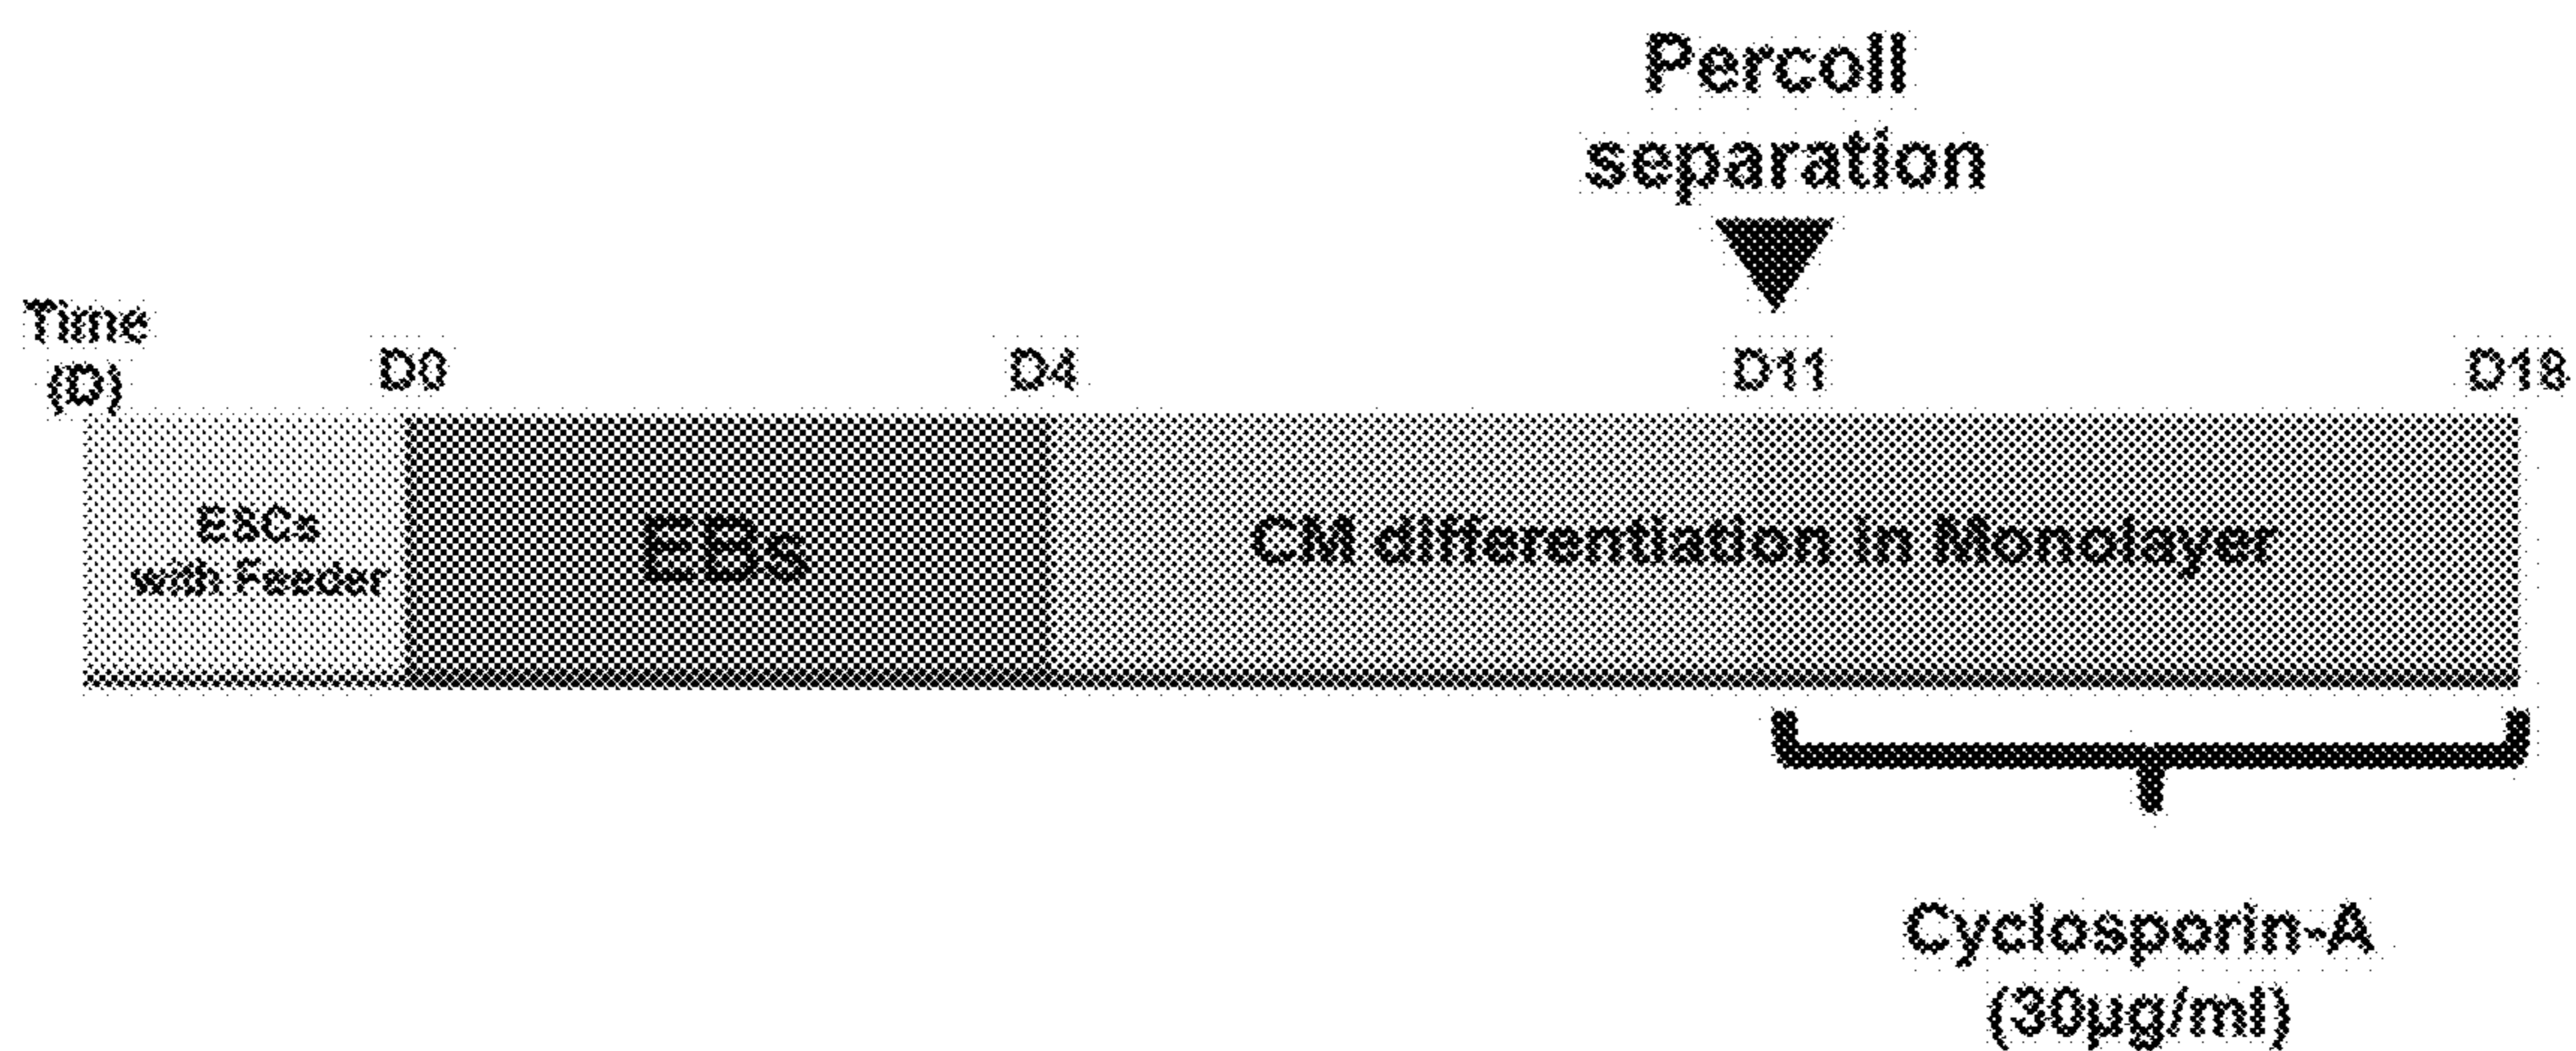 Percoll
separation
Time
(D)
D0
D4
D11
D18
ESCs
with Feeder
EBs
CM differentiation in Monolayer
Cyclosporin-A
(30µg/ml)